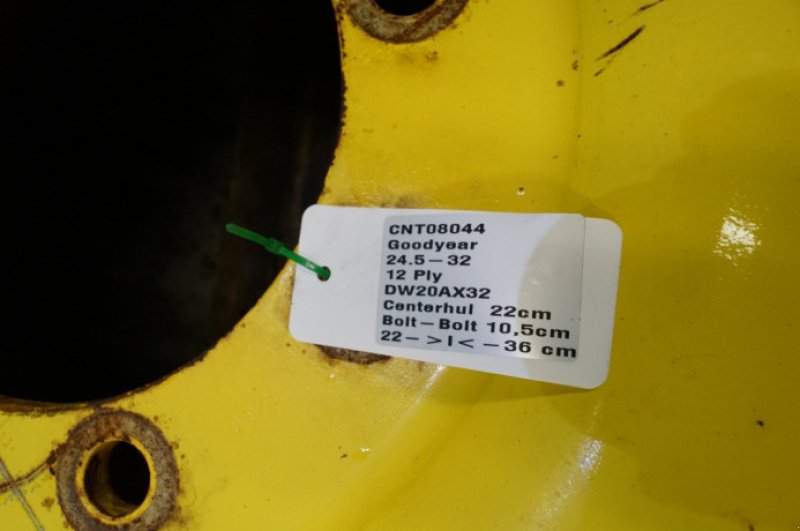 CNT08044
Goodyear
24.5-32
12 Ply
DW20AX32
Centerhul 22cm
Bolt-Bolt 10,5cm
22->I<-36 cm